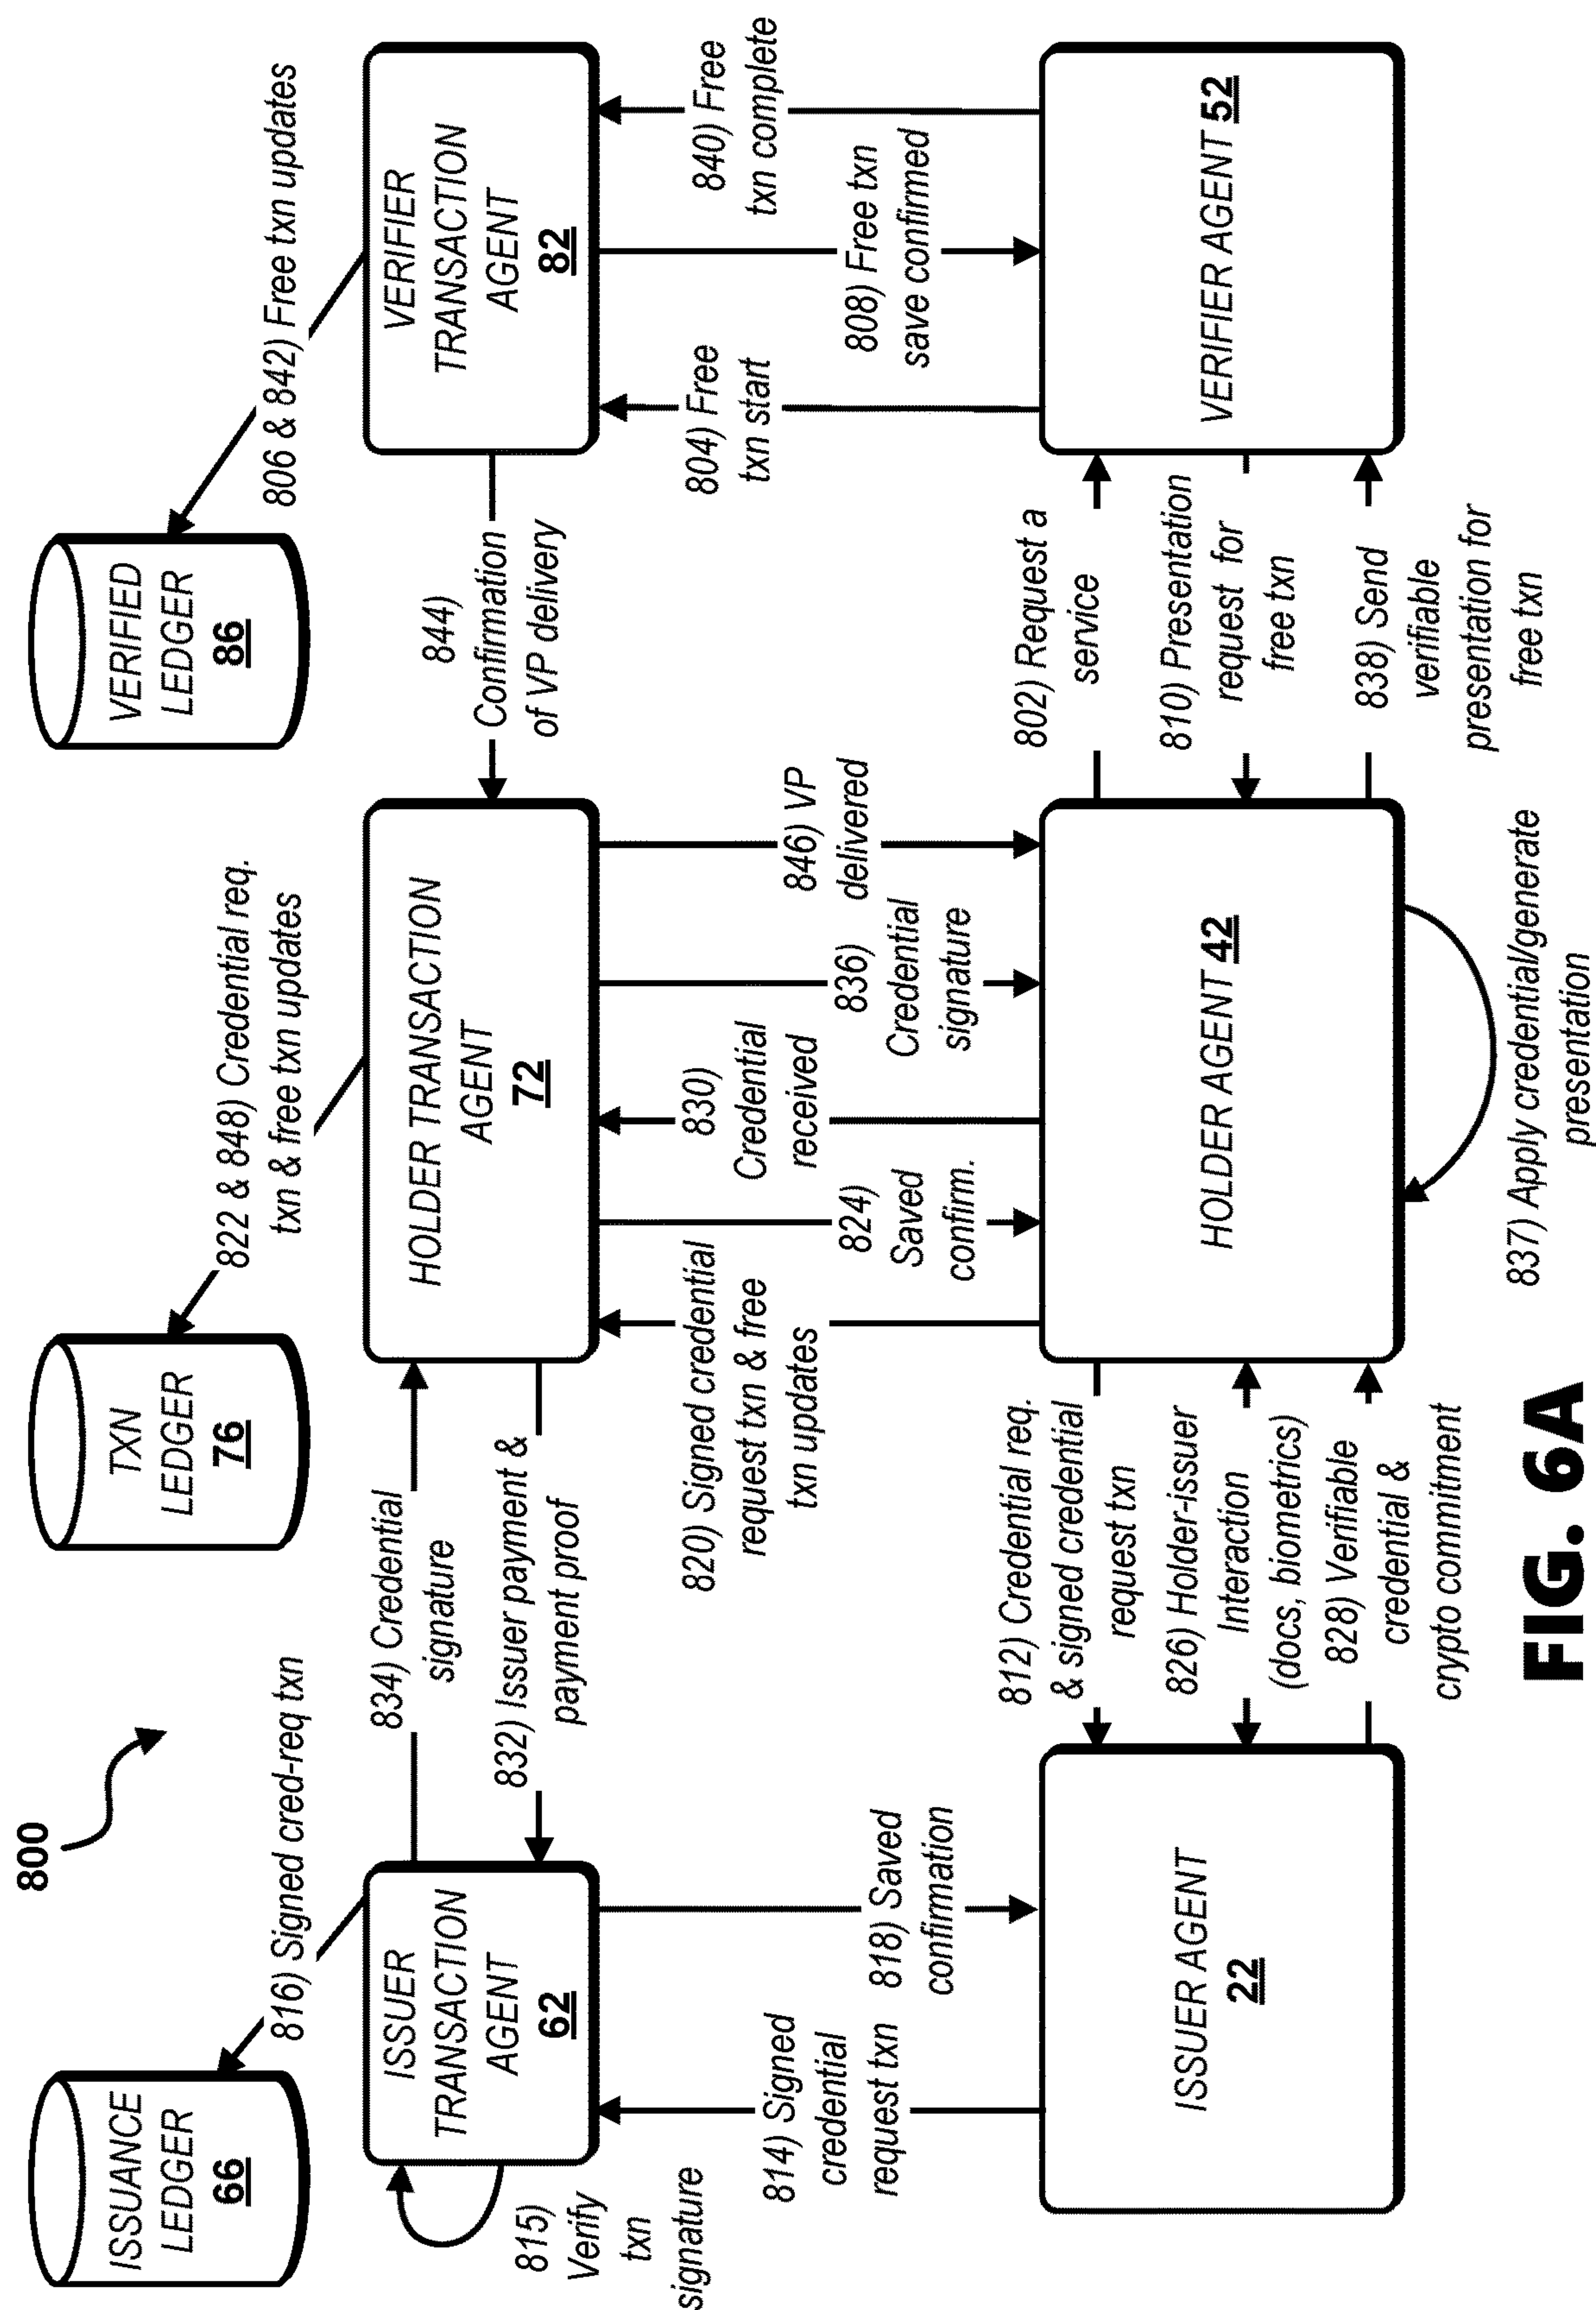 800
ISSUANCE
LEDGER
66
TXN
LEDGER
76
VERIFIED
LEDGER
86
816) Signed cred-req txn
822 & 848) Credential req.
txn & free txn updates
806 & 842) Free txn updates
ISSUER
TRANSACTION
AGENT
62
834) Credential
signature
832) Issuer payment &
payment proof
HOLDER TRANSACTION
AGENT
72
844)
Confirmation
of VP delivery
VERIFIER
TRANSACTION
AGENT
82
815)
Verify
txn
signature
814) Signed
credential
request txn
818) Saved
confirmation
820) Signed credential
request txn & free
txn updates
824)
Saved
confirm.
830)
Credential
received
836)
Credential
signature
846) VP
delivered
804) Free
txn start
808) Free txn
save confirmed
840) Free
txn complete
ISSUER AGENT
22
812) Credential req.
& signed credential
request txn
826) Holder-issuer
Interaction
(docs, biometrics)
828) Verifiable
credential &
crypto commitment
HOLDER AGENT 42
802) Request a
service
810) Presentation
request for
free txn
838) Send
verifiable
presentation for
free txn
VERIFIER AGENT 52
837) Apply credential/generate
presentation
FIG. 6A